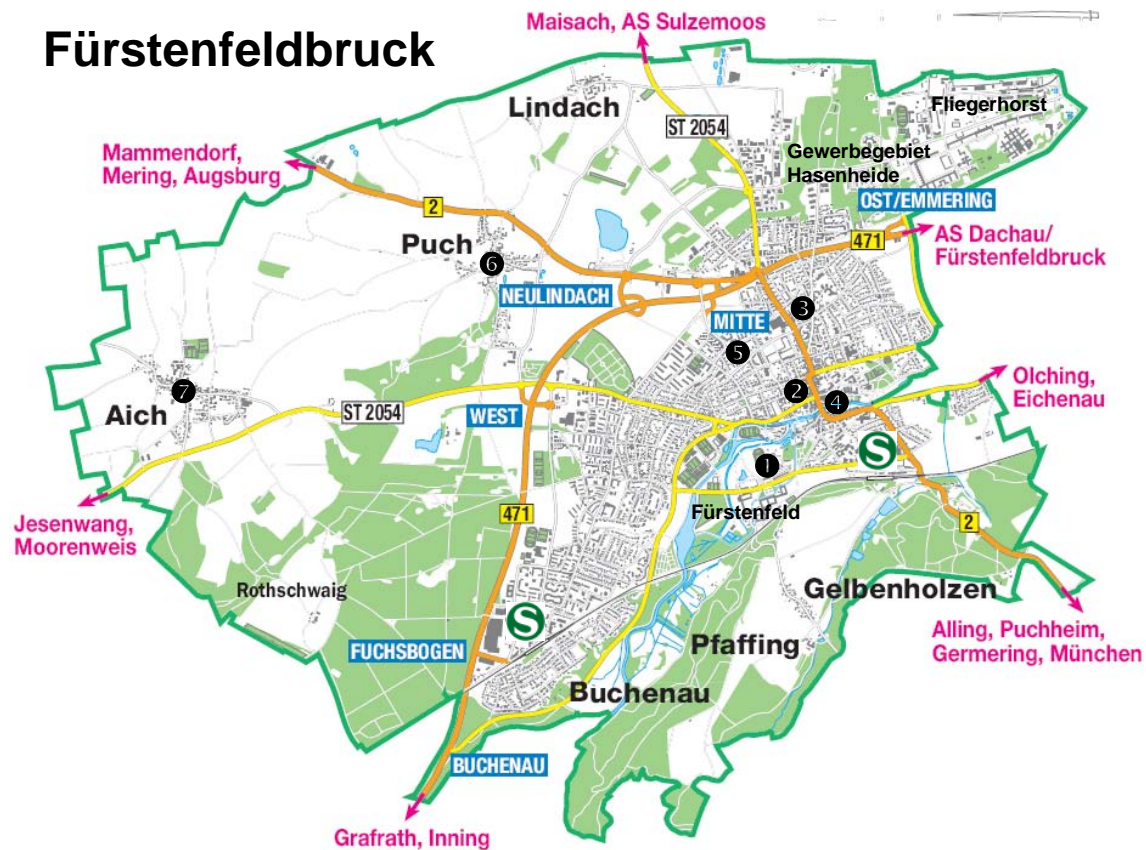 Fürstenfeldbruck
Maisach, AS Sulzemoos
Lindach
Fliegerhorst
ST 2054
Mammendorf,
Mering, Augsburg
Gewerbegebiet
Hasenheide
OST/EMMERING
2
Puch
471
AS Dachau/
Fürstenfeldbruck
6
NEULINDACH
3
MITTE
5
7
2
4
Olching,
Eichenau
Aich
ST 2054
WEST
S
1
Jesenwang,
Moorenweis
471
Fürstenfeld
2
Rothschwaig
Gelbenholzen
S
Pfaffing
Alling, Puchheim,
Germering, München
FUCHSBOGEN
Buchenau
BUCHENAU
Grafrath, Inning